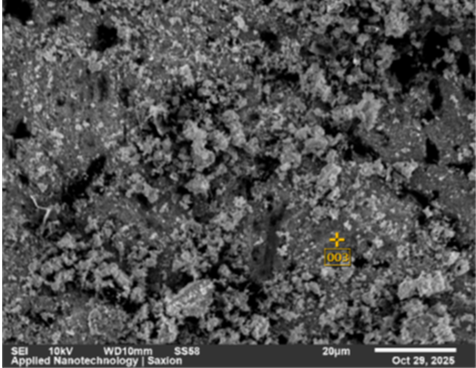 003
SEI 10kV WD10mm SS58 20µm
Applied Nanotechnology | Saxion Oct 29, 2025